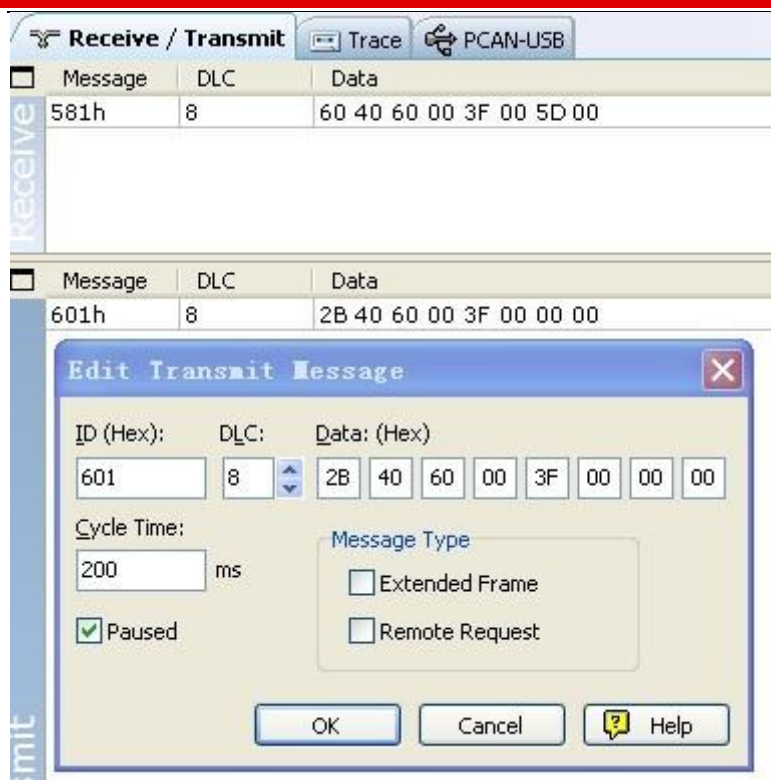 Receive / Transmit Trace PCAN-USB
Message DLC Data
581h 8 60 40 60 00 3F 00 5D 00
Receive
Message DLC Data
601h 8 2B 40 60 00 3F 00 00 00
Edit Transmit Message
ID (Hex): DLC: Data: (Hex)
601 8 2B 40 60 00 3F 00 00 00
Cycle Time:
200 ms
Message Type
Extended Frame
Paused
Remote Request
OK Cancel Help
smit